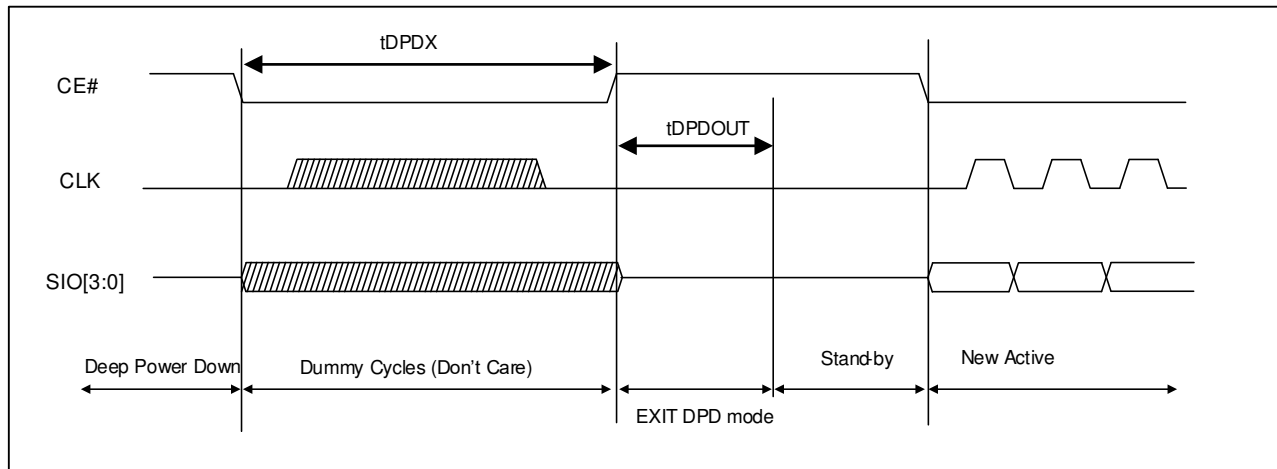 tDPDX
CE#
tDPDOUT
CLK
SIO[3:0]
Deep Power Down
Dummy Cycles (Don't Care)
Stand-by
New Active
EXIT DPD mode